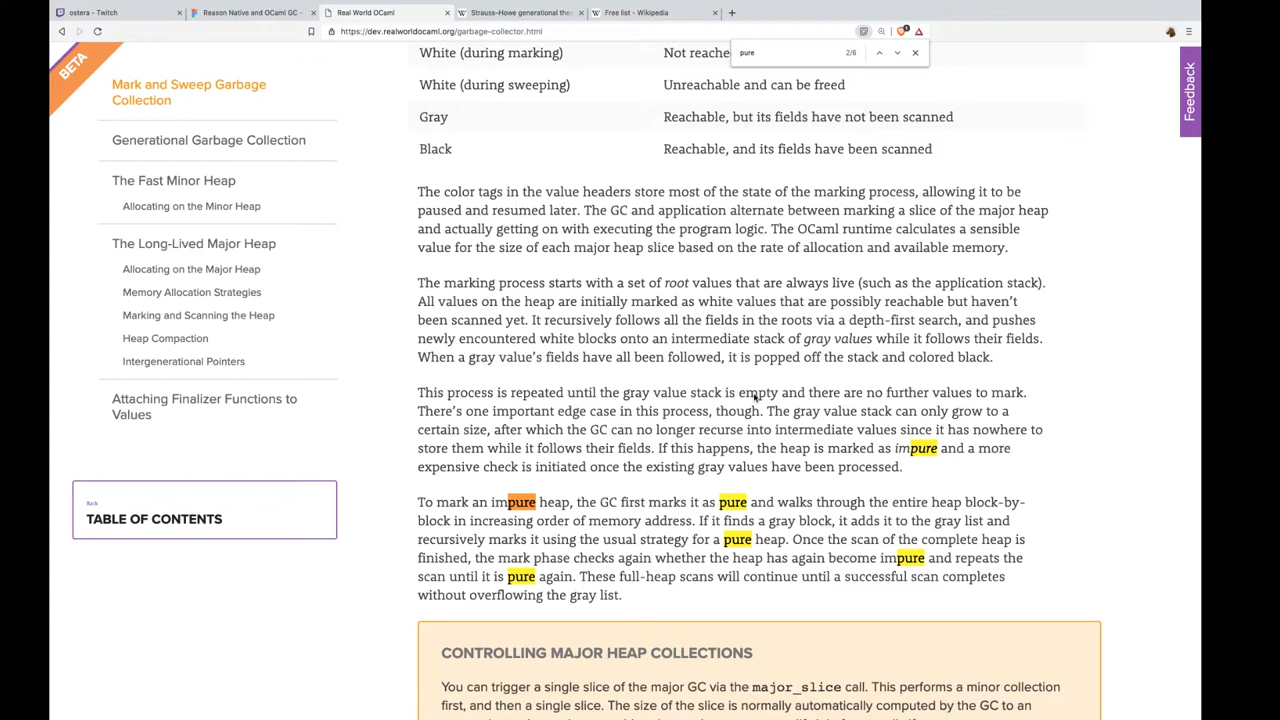 ostera - Twitch
Reason Native and OCaml GC -
Real World OCaml
Strauss–Howe generational the
Free list - Wikipedia
https://dev.realworldocaml.org/garbage-collector.html
pure
2/6
BETA
Feedback
Mark and Sweep Garbage
Collection
Generational Garbage Collection
The Fast Minor Heap
Allocating on the Minor Heap
The Long-Lived Major Heap
Allocating on the Major Heap
Memory Allocation Strategies
Marking and Scanning the Heap
Heap Compaction
Intergenerational Pointers
Attaching Finalizer Functions to
Values
Back
TABLE OF CONTENTS
White (during marking) Not reache
White (during sweeping) Unreachable and can be freed
Gray Reachable, but its fields have not been scanned
Black Reachable, and its fields have been scanned
The color tags in the value headers store most of the state of the marking process, allowing it to be
paused and resumed later. The GC and application alternate between marking a slice of the major heap
and actually getting on with executing the program logic. The OCaml runtime calculates a sensible
value for the size of each major heap slice based on the rate of allocation and available memory.
The marking process starts with a set of root values that are always live (such as the application stack).
All values on the heap are initially marked as white values that are possibly reachable but haven't
been scanned yet. It recursively follows all the fields in the roots via a depth-first search, and pushes
newly encountered white blocks onto an intermediate stack of gray values while it follows their fields.
When a gray value's fields have all been followed, it is popped off the stack and colored black.
This process is repeated until the gray value stack is empty and there are no further values to mark.
There's one important edge case in this process, though. The gray value stack can only grow to a
certain size, after which the GC can no longer recurse into intermediate values since it has nowhere to
store them while it follows their fields. If this happens, the heap is marked as impure and a more
expensive check is initiated once the existing gray values have been processed.
To mark an impure heap, the GC first marks it as pure and walks through the entire heap block-by-
block in increasing order of memory address. If it finds a gray block, it adds it to the gray list and
recursively marks it using the usual strategy for a pure heap. Once the scan of the complete heap is
finished, the mark phase checks again whether the heap has again become impure and repeats the
scan until it is pure again. These full-heap scans will continue until a successful scan completes
without overflowing the gray list.
CONTROLLING MAJOR HEAP COLLECTIONS
You can trigger a single slice of the major GC via the major_slice call. This performs a minor collection
first, and then a single slice. The size of the slice is normally automatically computed by the GC to an